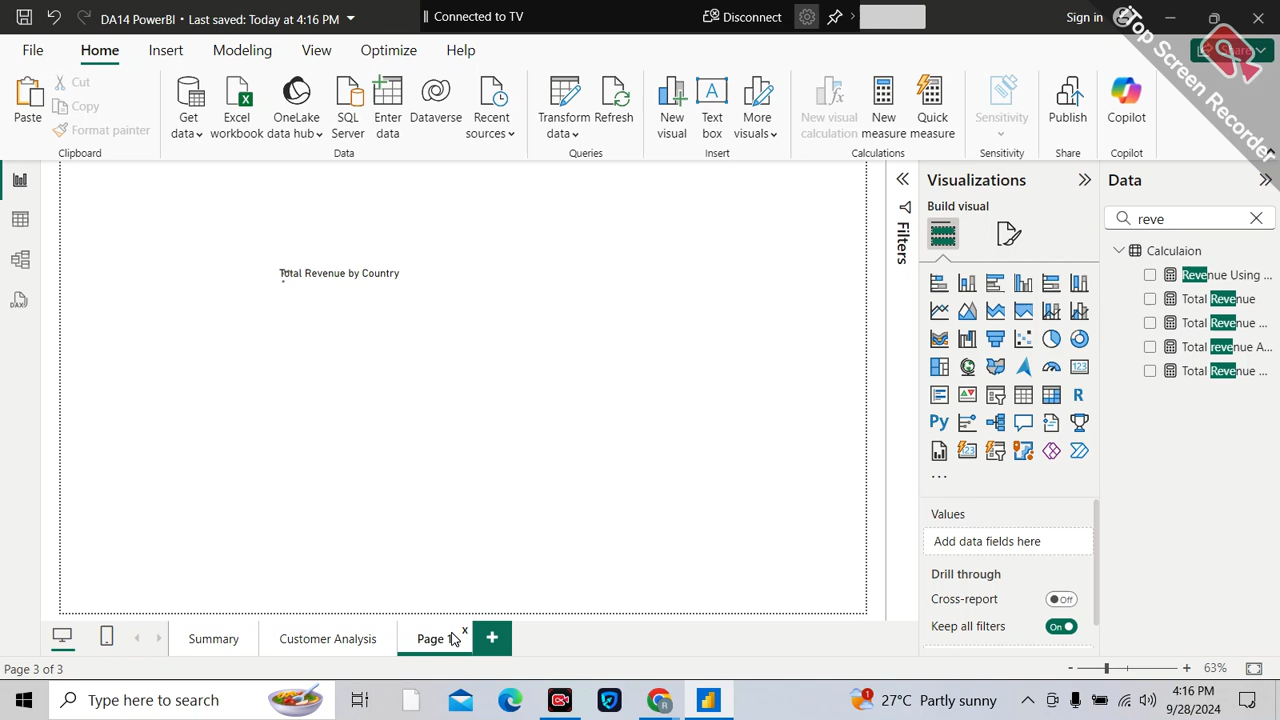 DA14 PowerBI • Last saved: Today at 4:16 PM
Connected to TV
Disconnect
Sign in
File
Home
Insert
Modeling
View
Optimize
Help
Share
iTop Screen Recorder
Paste
Cut
Copy
Format painter
Clipboard
Get data
Excel workbook
OneLake data hub
SQL Server
Enter data
Dataverse
Recent sources
Data
Transform data
Refresh
Queries
New visual
Text box
More visuals
Insert
New visual calculation
New measure
Quick measure
Calculations
Sensitivity
Sensitivity
Publish
Share
Copilot
Copilot
Total Revenue by Country
Filters
Visualizations
Build visual
R
Py
123
Values
Add data fields here
Drill through
Cross-report
Off
Keep all filters
On
Data
reve
Calculaion
Revenue Using ...
Total Revenue
Total Revenue ...
Total revenue A...
Total Revenue ...
Summary
Customer Analysis
Page 1
Page 3 of 3
63%
Type here to search
27°C Partly sunny
4:16 PM
9/28/2024